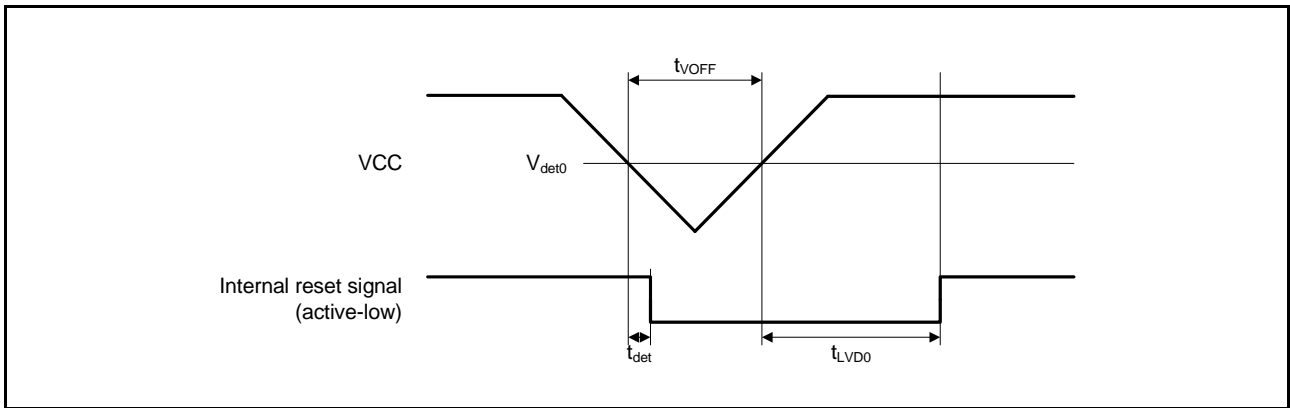 tVOFF
VCC
Vdet0
Internal reset signal
(active-low)
tdet
tLVD0